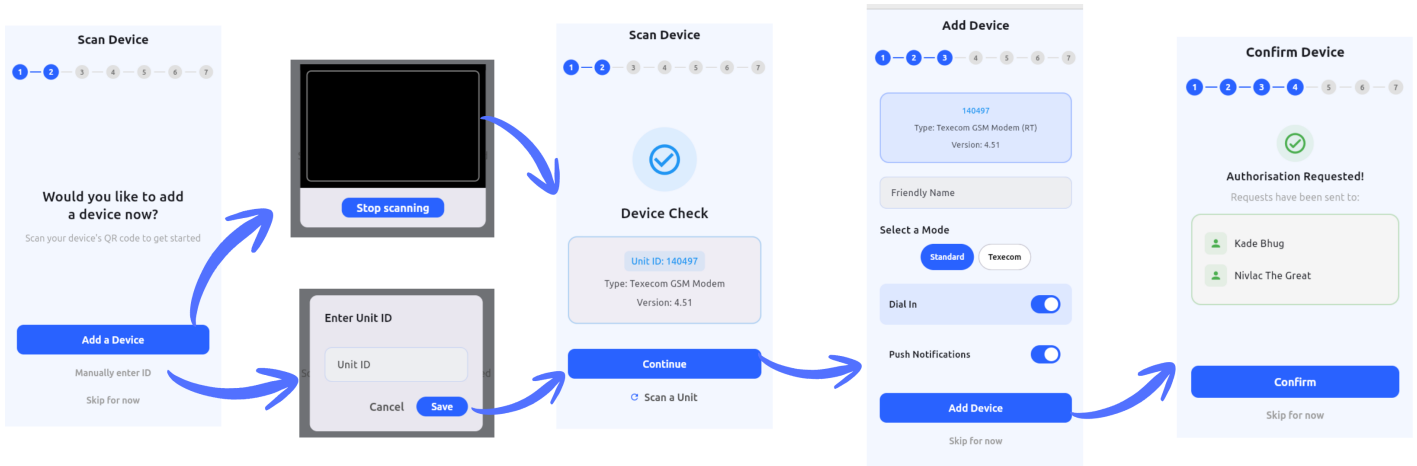 Scan Device
1 2 3 4 5 6 7
Would you like to add
a device now?
Scan your device's QR code to get started
Add a Device
Manually enter ID
Skip for now
Stop scanning
Enter Unit ID
Unit ID
Cancel Save
Scan Device
1 2 3 4 5 6 7
Device Check
Unit ID: 140497
Type: Texecom GSM Modem
Version: 4.51
Continue
Scan a Unit
Add Device
1 2 3 4 5 6 7
140497
Type: Texecom GSM Modem (RT)
Version: 4.51
Friendly Name
Select a Mode
Standard Texecom
Dial In
Push Notifications
Add Device
Skip for now
Confirm Device
1 2 3 4 5 6 7
Authorisation Requested!
Requests have been sent to:
Kade Bhug
Nivlac The Great
Confirm
Skip for now